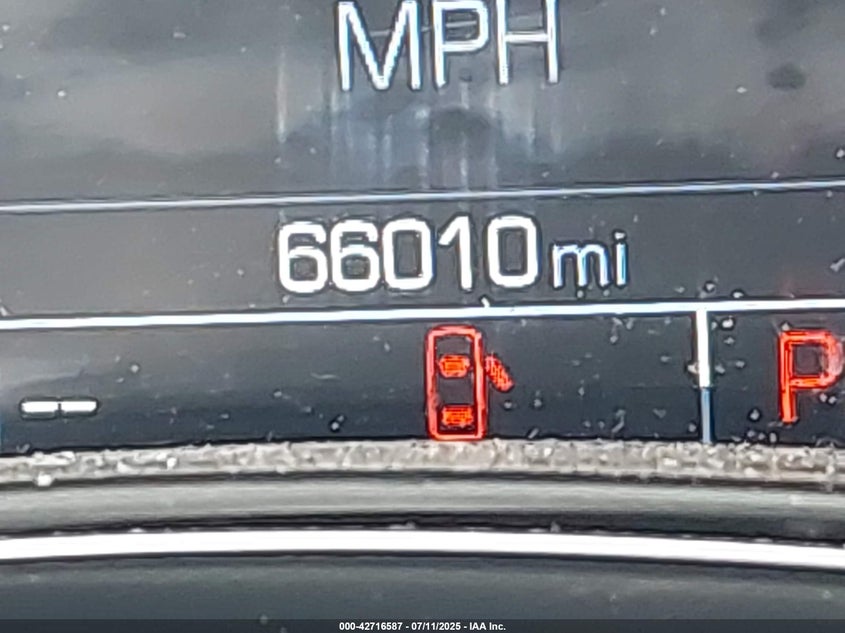 MPH
66010 mi
-- P
000-42716587 - 07/11/2025 - IAA Inc.